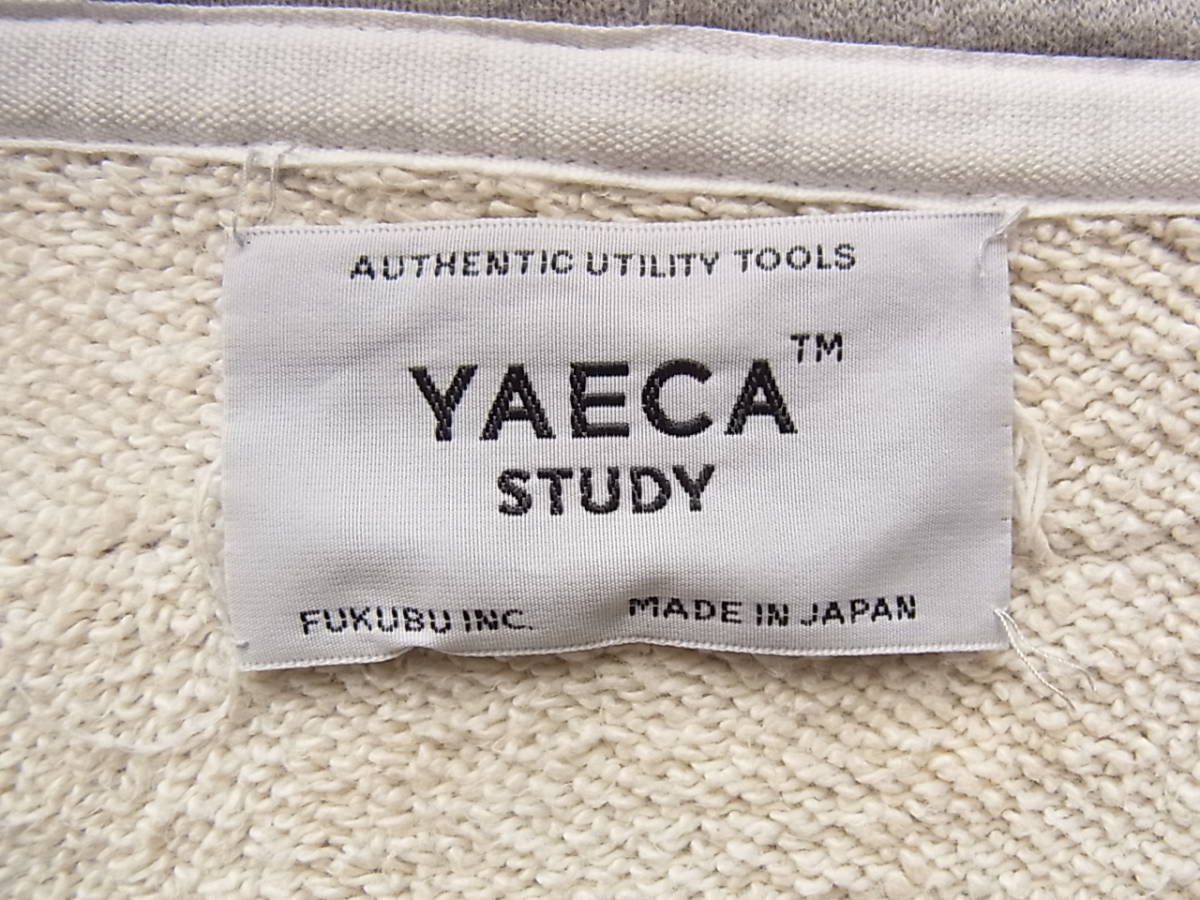 AUTHENTIC UTILITY TOOLS
YAECA™
STUDY
FUKUBU INC. MADE IN JAPAN